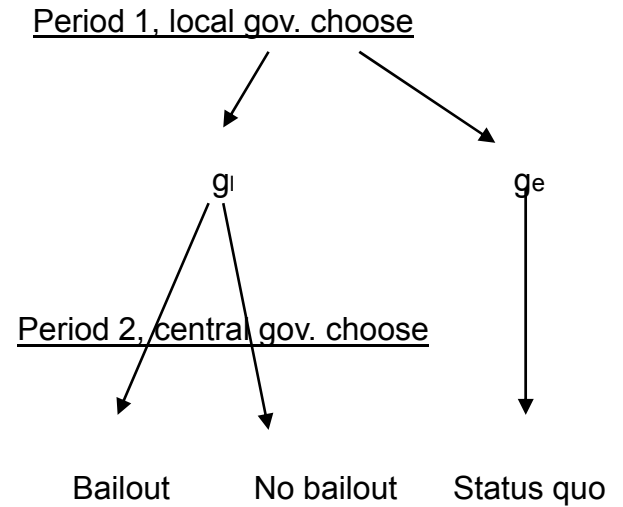 Period 1, local gov. choose
gl ge
Period 2, central gov. choose
Bailout No bailout Status quo